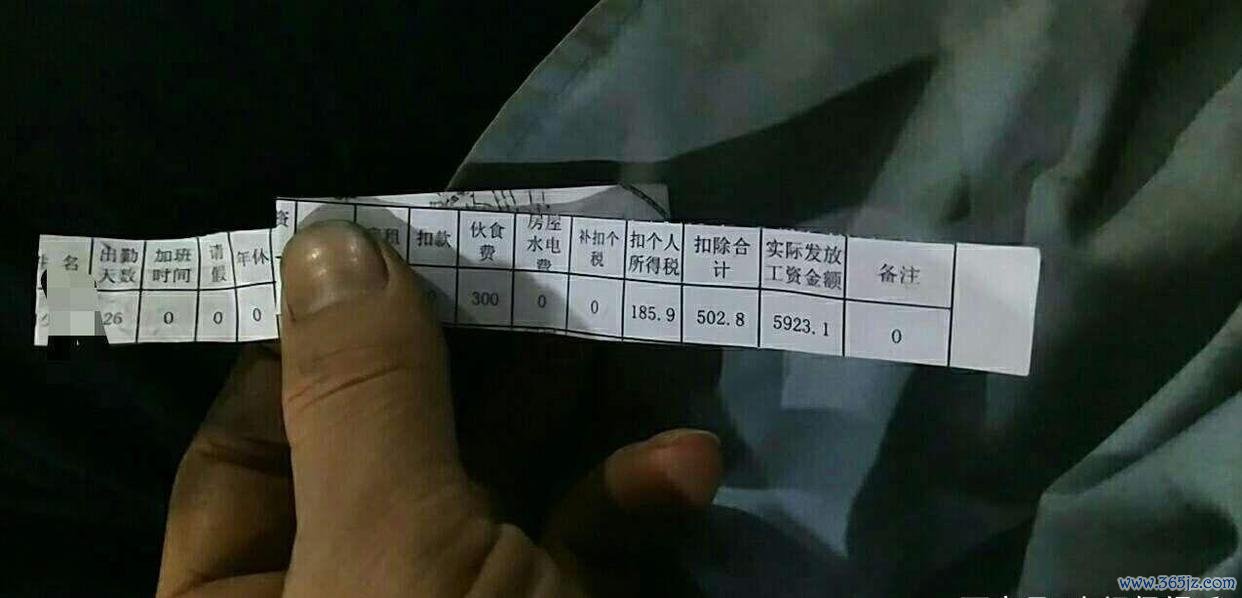 名 出勤天数 加班时间 请假 年休 资 租 扣款 伙食费 房屋水电费 补扣个税 扣个人所得税 扣除合计 实际发放工资金额 备注
26 0 0 0 0 300 0 0 185.9 502.8 5923.1 0
www.365jz.com